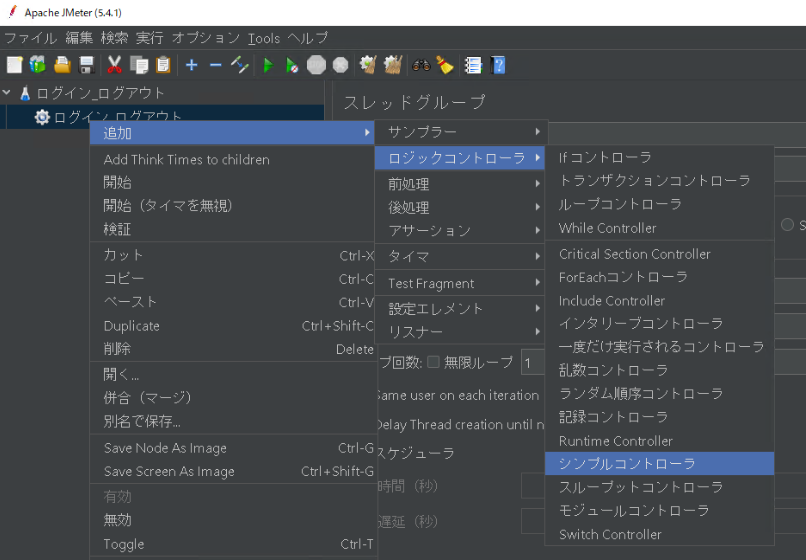 Apache JMeter (5.4.1)
ファイル 編集 検索 実行 オプション Tools ヘルプ
ログイン_ログアウト
ログイン_ログアウト
スレッドグループ
追加
Add Think Times to children
開始
開始（タイマを無視）
検証
カット Ctrl-X
コピー Ctrl-C
ペースト Ctrl-V
Duplicate Ctrl+Shift-C
削除 Delete
開く...
併合（マージ）
別名で保存...
Save Node As Image Ctrl-G
Save Screen As Image Ctrl+Shift-G
有効
無効
Toggle Ctrl-T
サンプラー
ロジックコントローラ
前処理
後処理
アサーション
タイマ
Test Fragment
設定エレメント
リスナー
If コントローラ
トランザクションコントローラ
ループコントローラ
While Controller
Critical Section Controller
ForEachコントローラ
Include Controller
インタリーブコントローラ
一度だけ実行されるコントローラ
乱数コントローラ
ランダム順序コントローラ
記録コントローラ
Runtime Controller
シンプルコントローラ
スループットコントローラ
モジュールコントローラ
Switch Controller
プ回数: 無限ループ 1
Same user on each iteration
Delay Thread creation until n
スケジューラ
時間（秒）
遅延（秒）
S